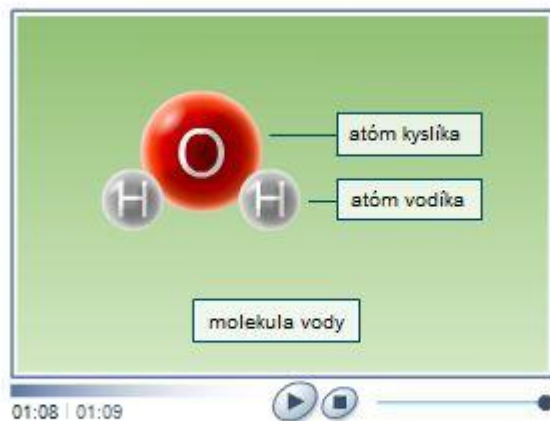 O
atóm kyslíka
H
H
atóm vodíka
molekula vody
01:08 | 01:09